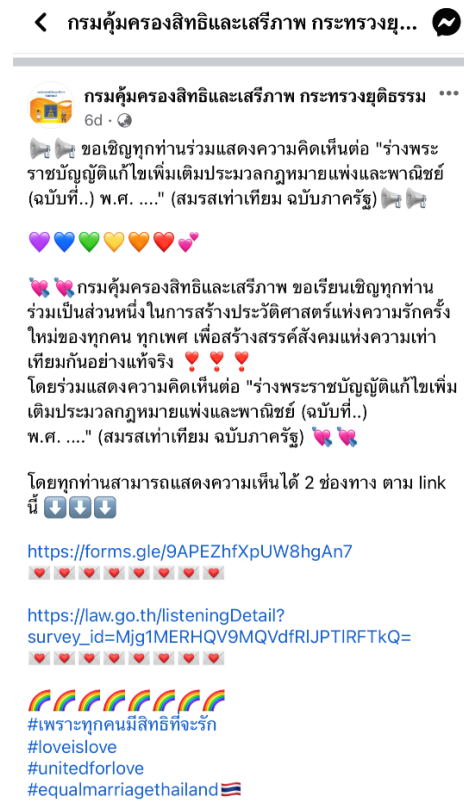 กรมคุ้มครองสิทธิและเสรีภาพ กระทรวงยุ...
กรมคุ้มครองสิทธิและเสรีภาพ กระทรวงยุติธรรม
6d
📢📢 ขอเชิญทุกท่านร่วมแสดงความคิดเห็นต่อ "ร่างพระ
ราชบัญญัติแก้ไขเพิ่มเติมประมวลกฎหมายแพ่งและพาณิชย์
(ฉบับที่..) พ.ศ. ...." (สมรสเท่าเทียม ฉบับภาครัฐ)📢📢
💜💙💚💛🧡❤️💕
💘💘กรมคุ้มครองสิทธิและเสรีภาพ ขอเรียนเชิญทุกท่าน
ร่วมเป็นส่วนหนึ่งในการสร้างประวัติศาสตร์แห่งความรักครั้ง
ใหม่ของทุกคน ทุกเพศ เพื่อสร้างสรรค์สังคมแห่งความเท่า
เทียมกันอย่างแท้จริง ❣️❣️❣️
โดยร่วมแสดงความคิดเห็นต่อ "ร่างพระราชบัญญัติแก้ไขเพิ่ม
เติมประมวลกฎหมายแพ่งและพาณิชย์ (ฉบับที่..)
พ.ศ. ...." (สมรสเท่าเทียม ฉบับภาครัฐ) 💘💘
โดยทุกท่านสามารถแสดงความเห็นได้ 2 ช่องทาง ตาม link
นี้ ⬇️⬇️⬇️
https://forms.gle/9APEZhfXpUW8hgAn7
💌💌💌💌💌💌💌💌
https://law.go.th/listeningDetail?
survey_id=Mjg1MERHQV9MQVdfRlJPTlRFTkQ=
💌💌💌💌💌💌💌💌
🌈🌈🌈🌈🌈🌈🌈🌈
#เพราะทุกคนมีสิทธิที่จะรัก
#loveislove
#unitedforlove
#equalmarriagethailand🇹🇭